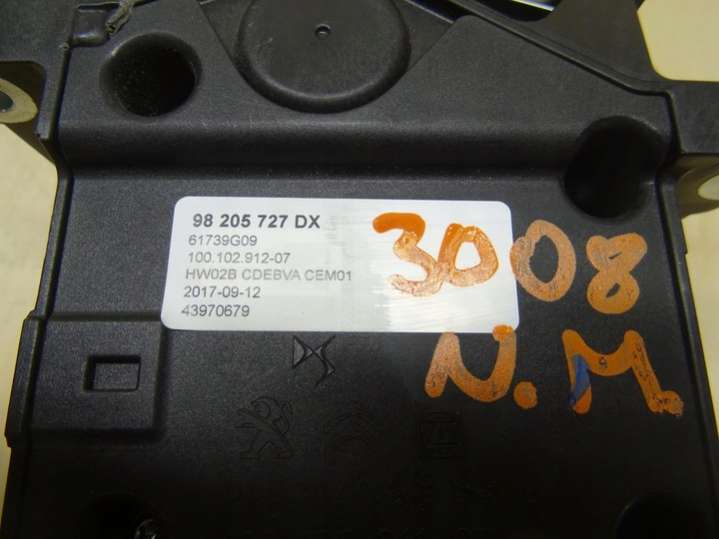 98 205 727 DX
61739G09
100.102.912-07
HW02B CDEBVA CEM01
2017-09-12
43970679
3008
N.M.